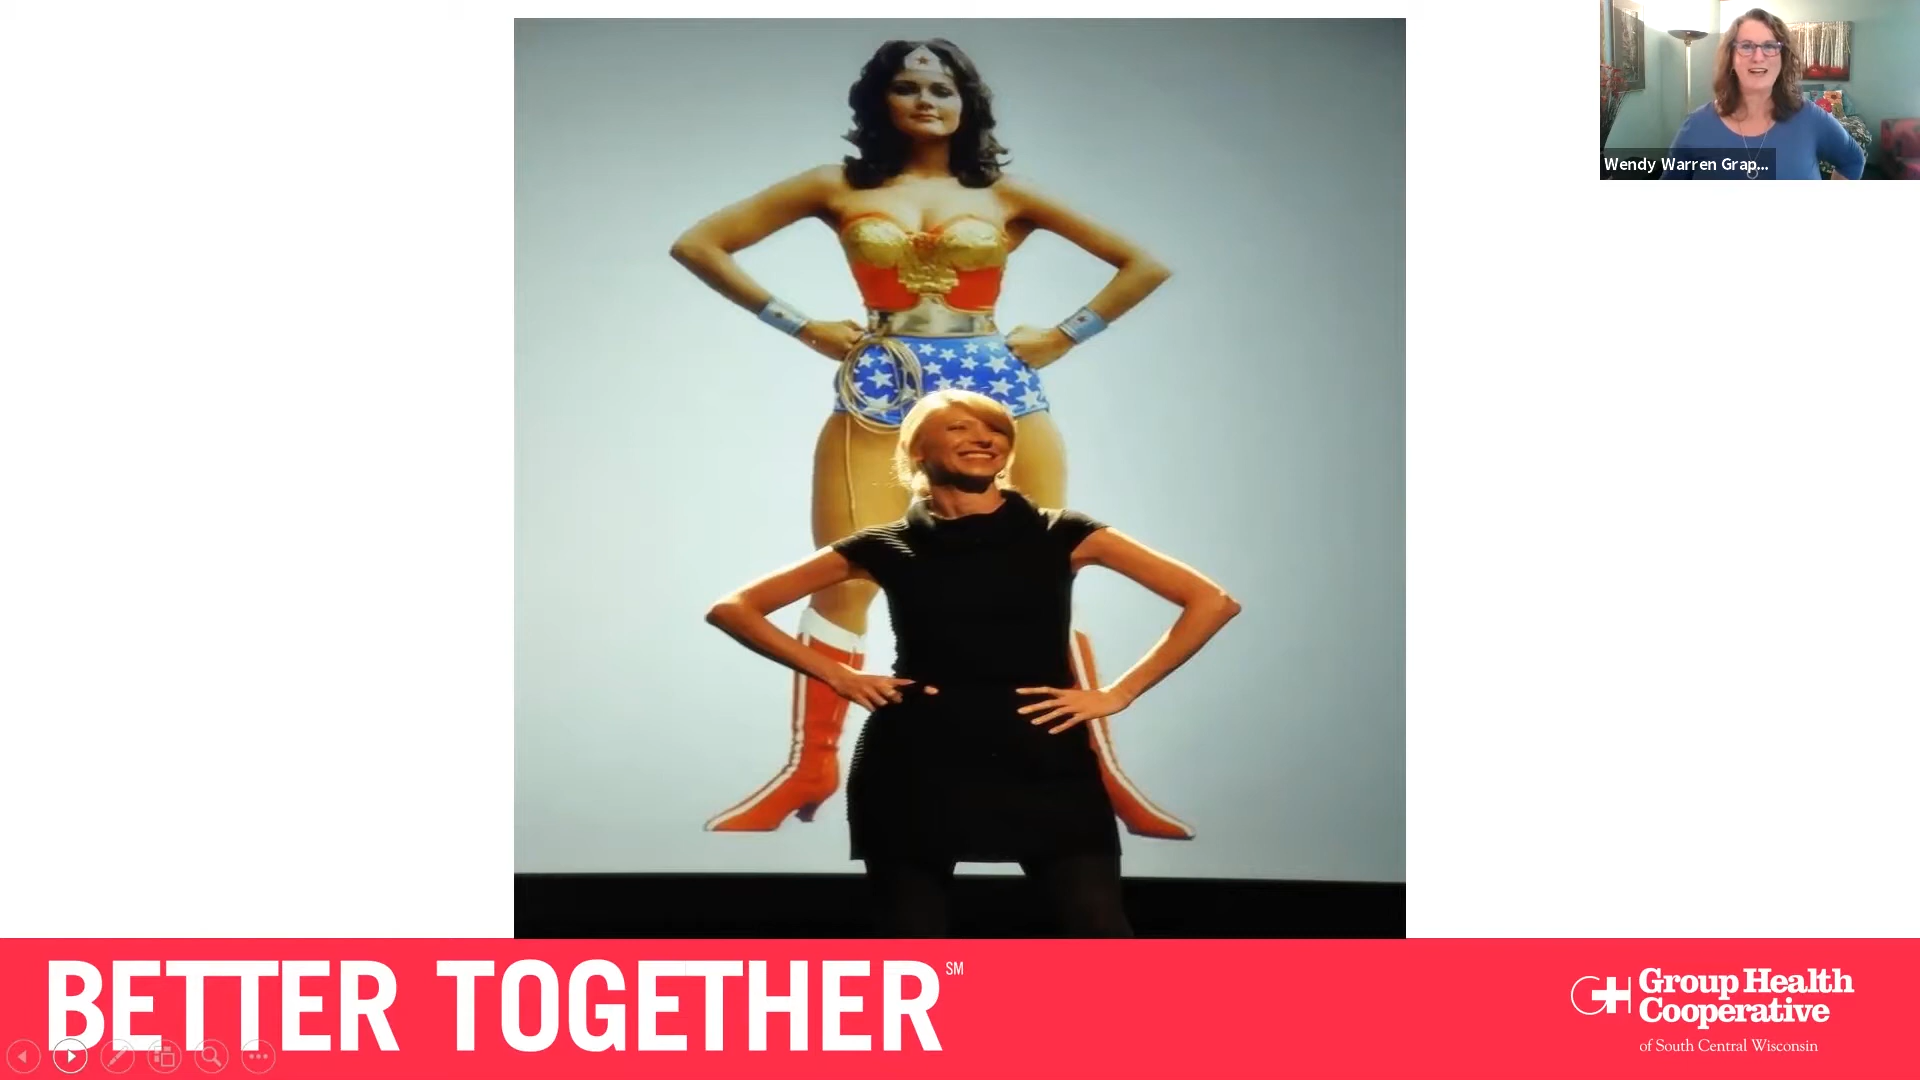 Wendy Warren Grap...
BETTER TOGETHER SM
Group Health
Cooperative
of South Central Wisconsin